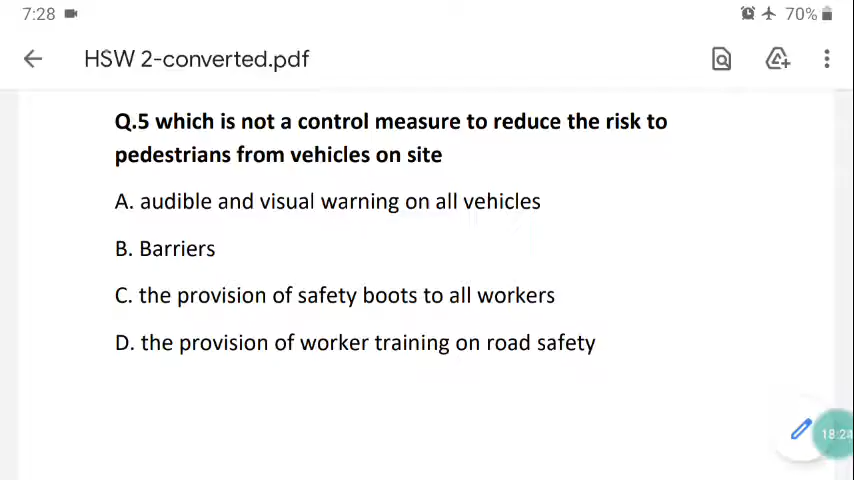 7:28 70%
HSW 2-converted.pdf
Q.5 which is not a control measure to reduce the risk to
pedestrians from vehicles on site
A. audible and visual warning on all vehicles
B. Barriers
C. the provision of safety boots to all workers
D. the provision of worker training on road safety
18:24